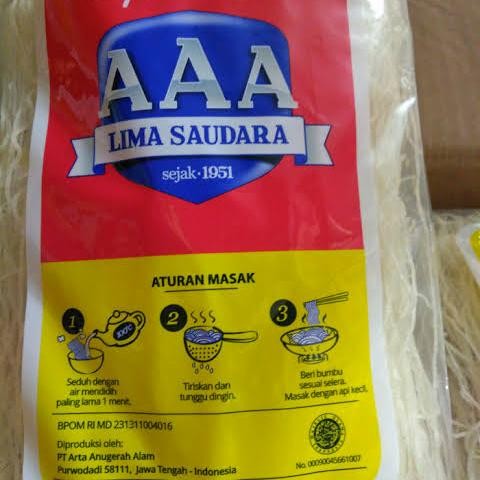 AAA
LIMA SAUDARA
sejak • 1951
ATURAN MASAK
1
100°C
Seduh dengan
air mendidih
paling lama 1 menit.
2
Tiriskan dan
tunggu dingin.
3
Beri bumbu
sesuai selera.
Masak dengan api kecil.
BPOM RI MD 231311004016
Diproduksi oleh:
PT Arta Anugerah Alam
Purwodadi 58111, Jawa Tengah - Indonesia
No. 00090045661007